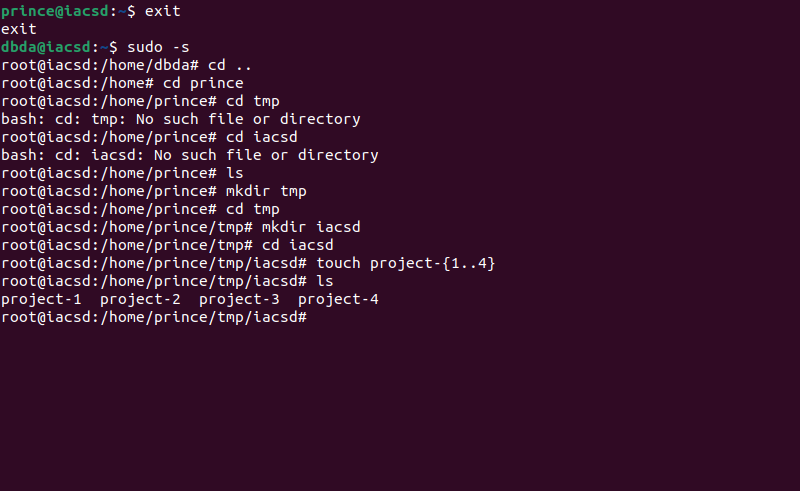 prince@iacsd:~$ exit
exit
dbda@iacsd:~$ sudo -s
root@iacsd:/home/dbda# cd ..
root@iacsd:/home# cd prince
root@iacsd:/home/prince# cd tmp
bash: cd: tmp: No such file or directory
root@iacsd:/home/prince# cd iacsd
bash: cd: iacsd: No such file or directory
root@iacsd:/home/prince# ls
root@iacsd:/home/prince# mkdir tmp
root@iacsd:/home/prince# cd tmp
root@iacsd:/home/prince/tmp# mkdir iacsd
root@iacsd:/home/prince/tmp# cd iacsd
root@iacsd:/home/prince/tmp/iacsd# touch project-{1..4}
root@iacsd:/home/prince/tmp/iacsd# ls
project-1  project-2  project-3  project-4
root@iacsd:/home/prince/tmp/iacsd#